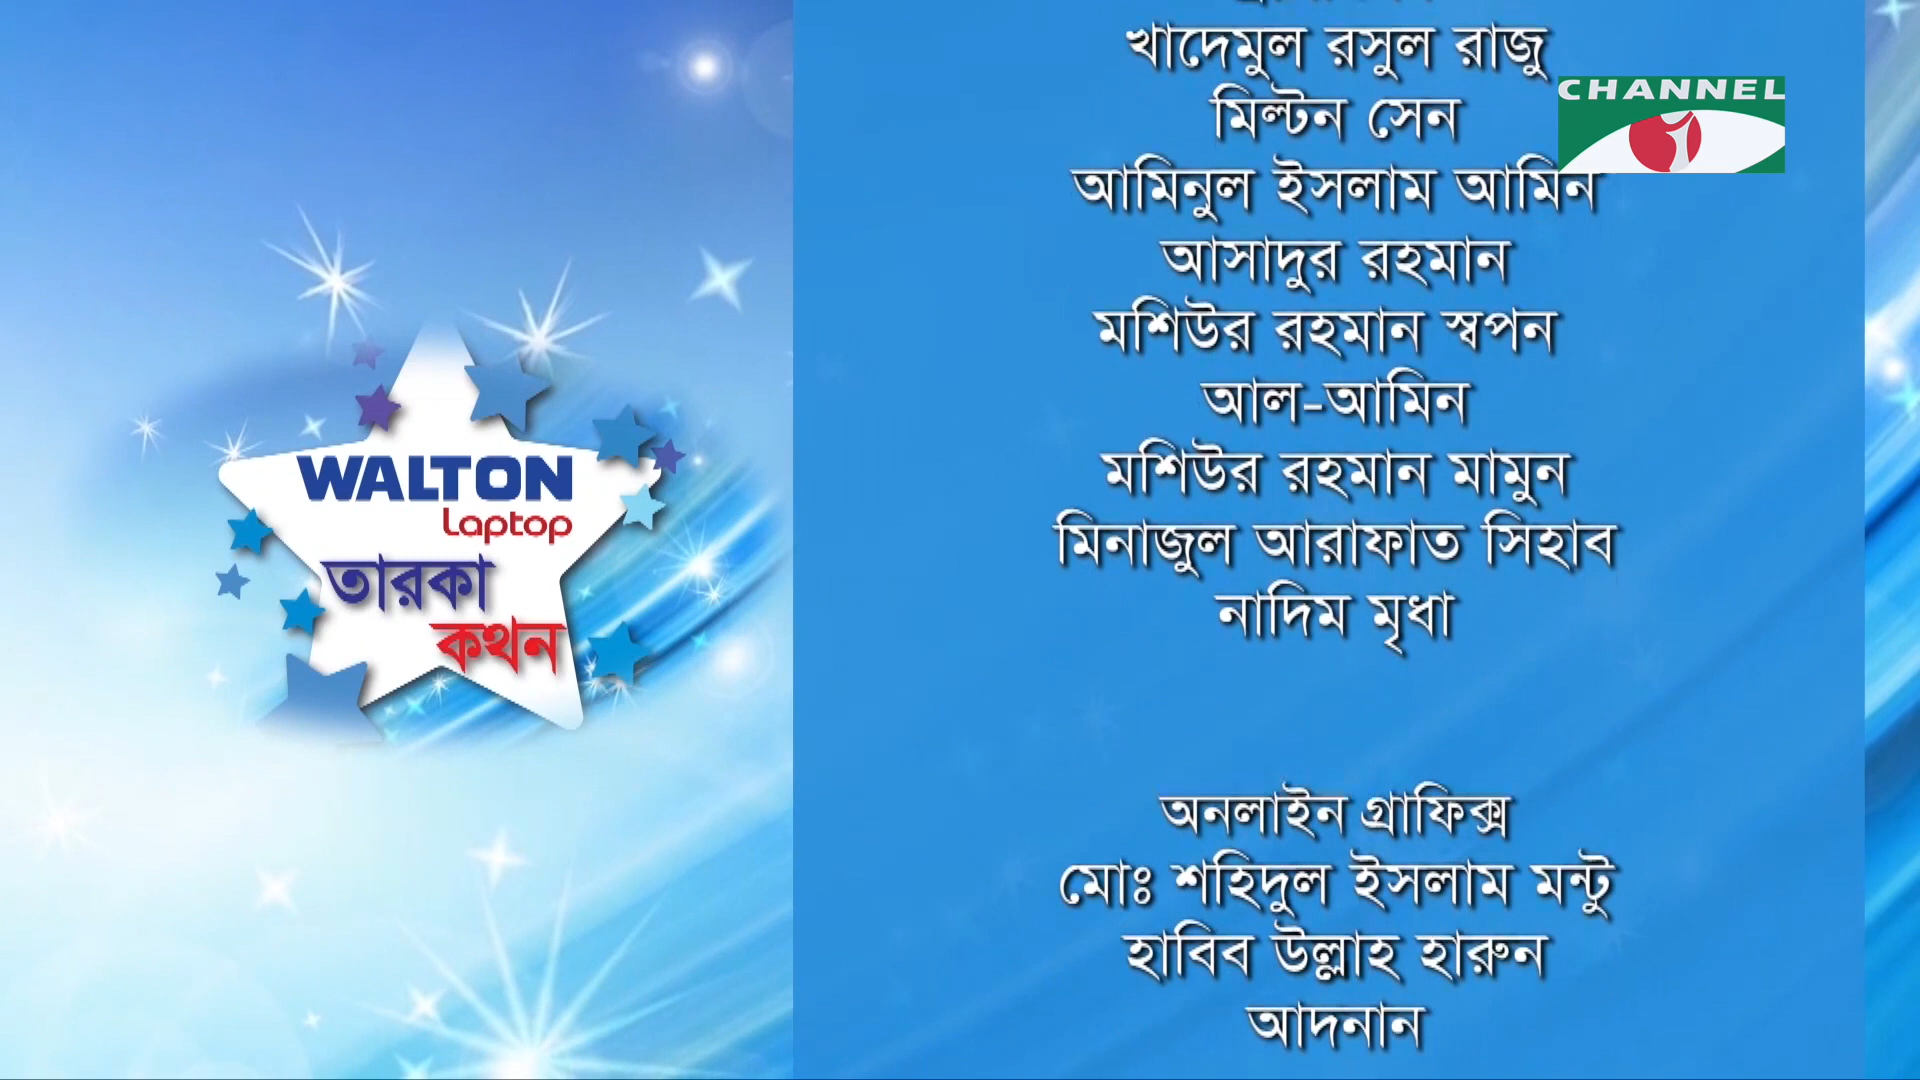 WALTON
Laptop
তারকা
কথন
খাদেমুল রসুল রাজু
CHANNEL
মিল্টন সেন
আমিনুল ইসলাম আমিন
আসাদুর রহমান
মশিউর রহমান স্বপন
আল-আমিন
মশিউর রহমান মামুন
মিনাজুল আরাফাত সিহাব
নাদিম মৃধা
অনলাইন গ্রাফিক্স
মোঃ শহিদুল ইসলাম মন্টু
হাবিব উল্লাহ হারুন
আদনান